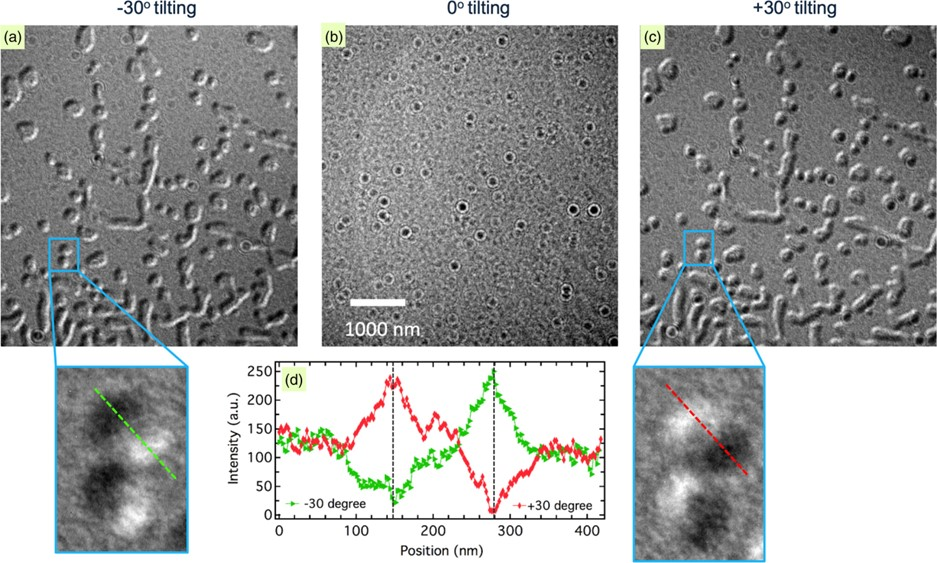 -30° tilting
0° tilting
+30° tilting
(a)
(b)
(c)
1000 nm
(d)
250
200
150
100
50
0
Intensity (a.u.)
-30 degree
+30 degree
0
100
200
300
400
Position (nm)